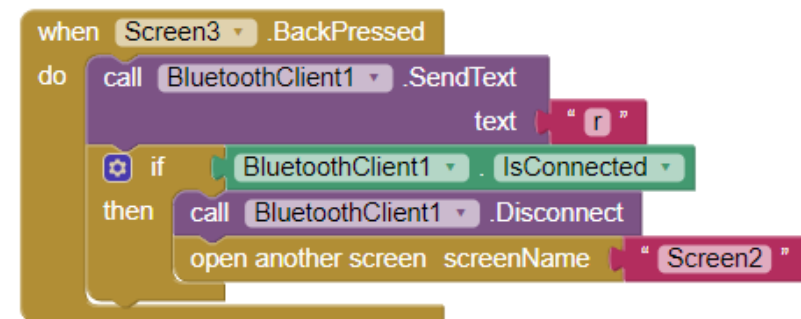 when Screen3 .BackPressed
do call BluetoothClient1 .SendText
text " r "
if BluetoothClient1 . IsConnected
then call BluetoothClient1 .Disconnect
open another screen screenName " Screen2 "